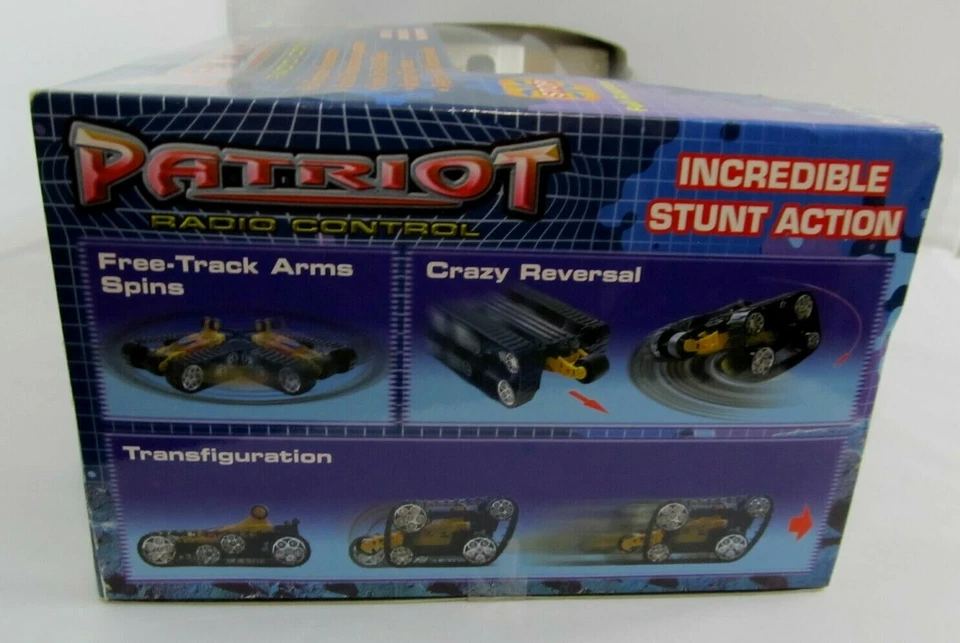 PATRIOT
RADIO CONTROL
INCREDIBLE
STUNT ACTION
Free-Track Arms
Spins
Crazy Reversal
Transfiguration